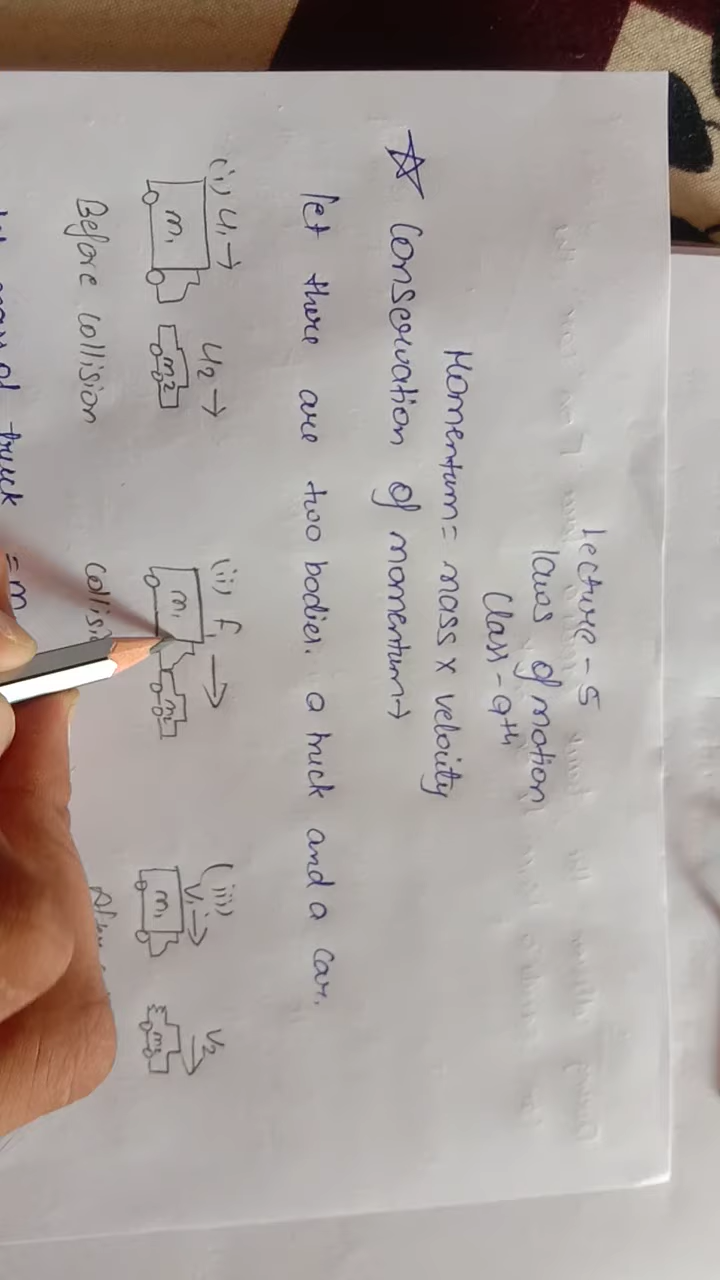 Lecture - 5
laws of motion
Class - 9th
Momentum = mass x velocity
☆ Conservation of momentum→
let there are two bodies. a truck and a car.
(i) u₁ → u₂ →
m₁ m2
Before collision
(ii) f₁ →
m₁ m2
(iii)
V₁→ V₂ →
m₁
truck = m